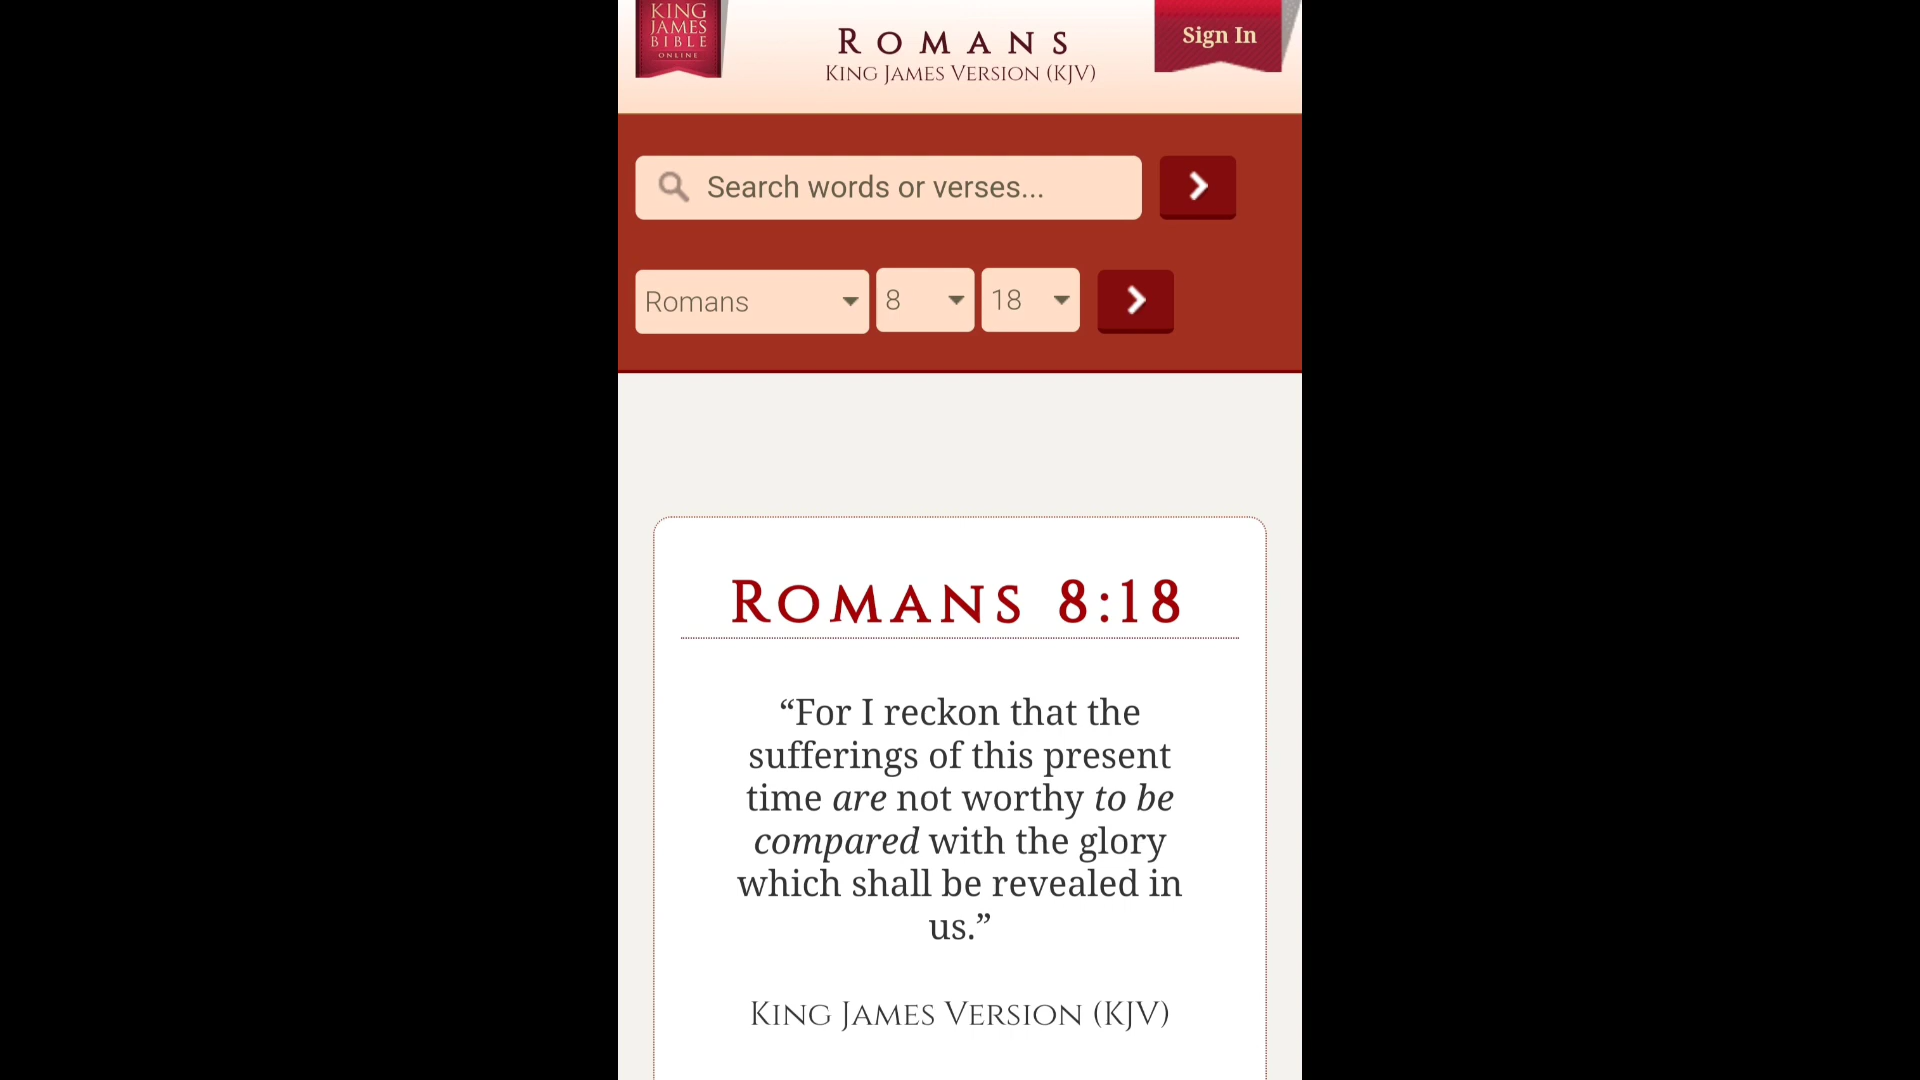 KING
JAMES
BIBLE
ONLINE
ROMANS
KING JAMES VERSION (KJV)
Sign In
Search words or verses...
Romans
8
18
ROMANS 8:18
“For I reckon that the
sufferings of this present
time are not worthy to be
compared with the glory
which shall be revealed in
us.”
KING JAMES VERSION (KJV)